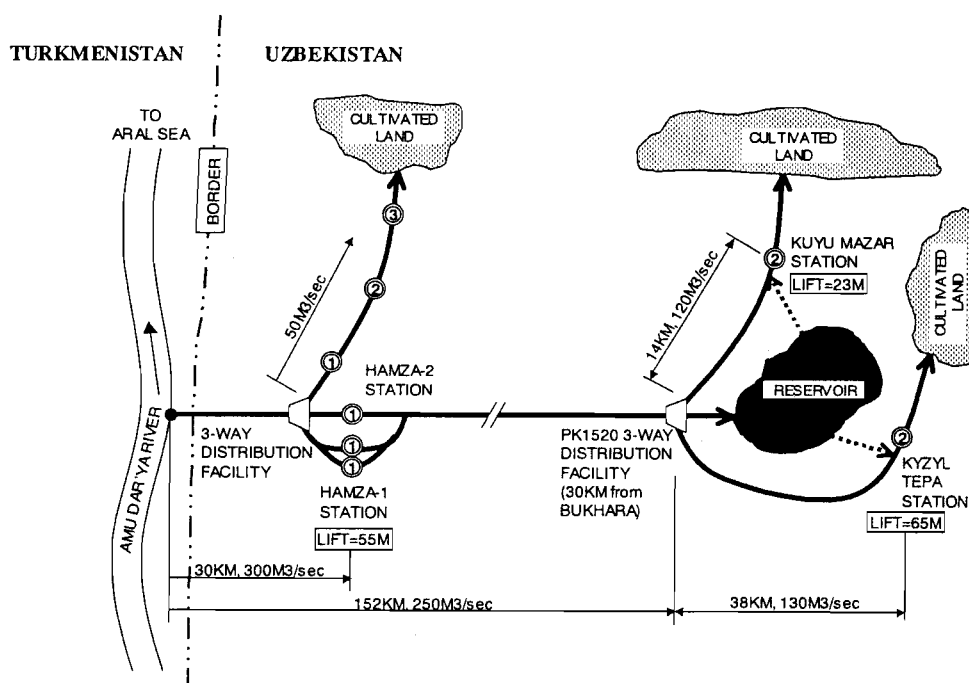 TURKMENISTAN
UZBEKISTAN
TO
ARAL SEA
BORDER
AMU DAR'YA RIVER
CULTIVATED
LAND
3
2
1
50M3/sec
HAMZA-2
STATION
1
1
1
3-WAY
DISTRIBUTION
FACILITY
HAMZA-1
STATION
LIFT=55M
30KM, 300M3/sec
152KM, 250M3/sec
CULTIVATED
LAND
2
KUYU MAZAR
STATION
LIFT=23M
14KM, 120M3/sec
CULTIVATED
LAND
RESERVOIR
PK1520 3-WAY
DISTRIBUTION
FACILITY
(30KM from
BUKHARA)
2
KYZYL
TEPA
STATION
LIFT=65M
38KM, 130M3/sec